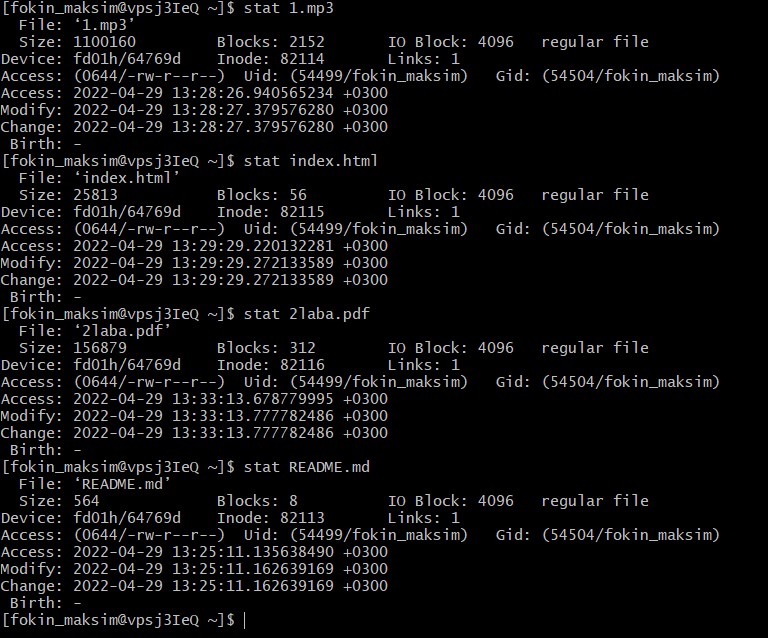 [fokin_maksim@vpsj3IeQ ~]$ stat 1.mp3
  File: ‘1.mp3’
  Size: 1100160         Blocks: 2152       IO Block: 4096   regular file
Device: fd01h/64769d    Inode: 82114       Links: 1
Access: (0644/-rw-r--r--)  Uid: (54499/fokin_maksim)   Gid: (54504/fokin_maksim)
Access: 2022-04-29 13:28:26.940565234 +0300
Modify: 2022-04-29 13:28:27.379576280 +0300
Change: 2022-04-29 13:28:27.379576280 +0300
 Birth: -
[fokin_maksim@vpsj3IeQ ~]$ stat index.html
  File: ‘index.html’
  Size: 25813           Blocks: 56         IO Block: 4096   regular file
Device: fd01h/64769d    Inode: 82115       Links: 1
Access: (0644/-rw-r--r--)  Uid: (54499/fokin_maksim)   Gid: (54504/fokin_maksim)
Access: 2022-04-29 13:29:29.220132281 +0300
Modify: 2022-04-29 13:29:29.272133589 +0300
Change: 2022-04-29 13:29:29.272133589 +0300
 Birth: -
[fokin_maksim@vpsj3IeQ ~]$ stat 2laba.pdf
  File: ‘2laba.pdf’
  Size: 156879          Blocks: 312        IO Block: 4096   regular file
Device: fd01h/64769d    Inode: 82116       Links: 1
Access: (0644/-rw-r--r--)  Uid: (54499/fokin_maksim)   Gid: (54504/fokin_maksim)
Access: 2022-04-29 13:33:13.678779995 +0300
Modify: 2022-04-29 13:33:13.777782486 +0300
Change: 2022-04-29 13:33:13.777782486 +0300
 Birth: -
[fokin_maksim@vpsj3IeQ ~]$ stat README.md
  File: ‘README.md’
  Size: 564             Blocks: 8          IO Block: 4096   regular file
Device: fd01h/64769d    Inode: 82113       Links: 1
Access: (0644/-rw-r--r--)  Uid: (54499/fokin_maksim)   Gid: (54504/fokin_maksim)
Access: 2022-04-29 13:25:11.135638490 +0300
Modify: 2022-04-29 13:25:11.162639169 +0300
Change: 2022-04-29 13:25:11.162639169 +0300
 Birth: -
[fokin_maksim@vpsj3IeQ ~]$